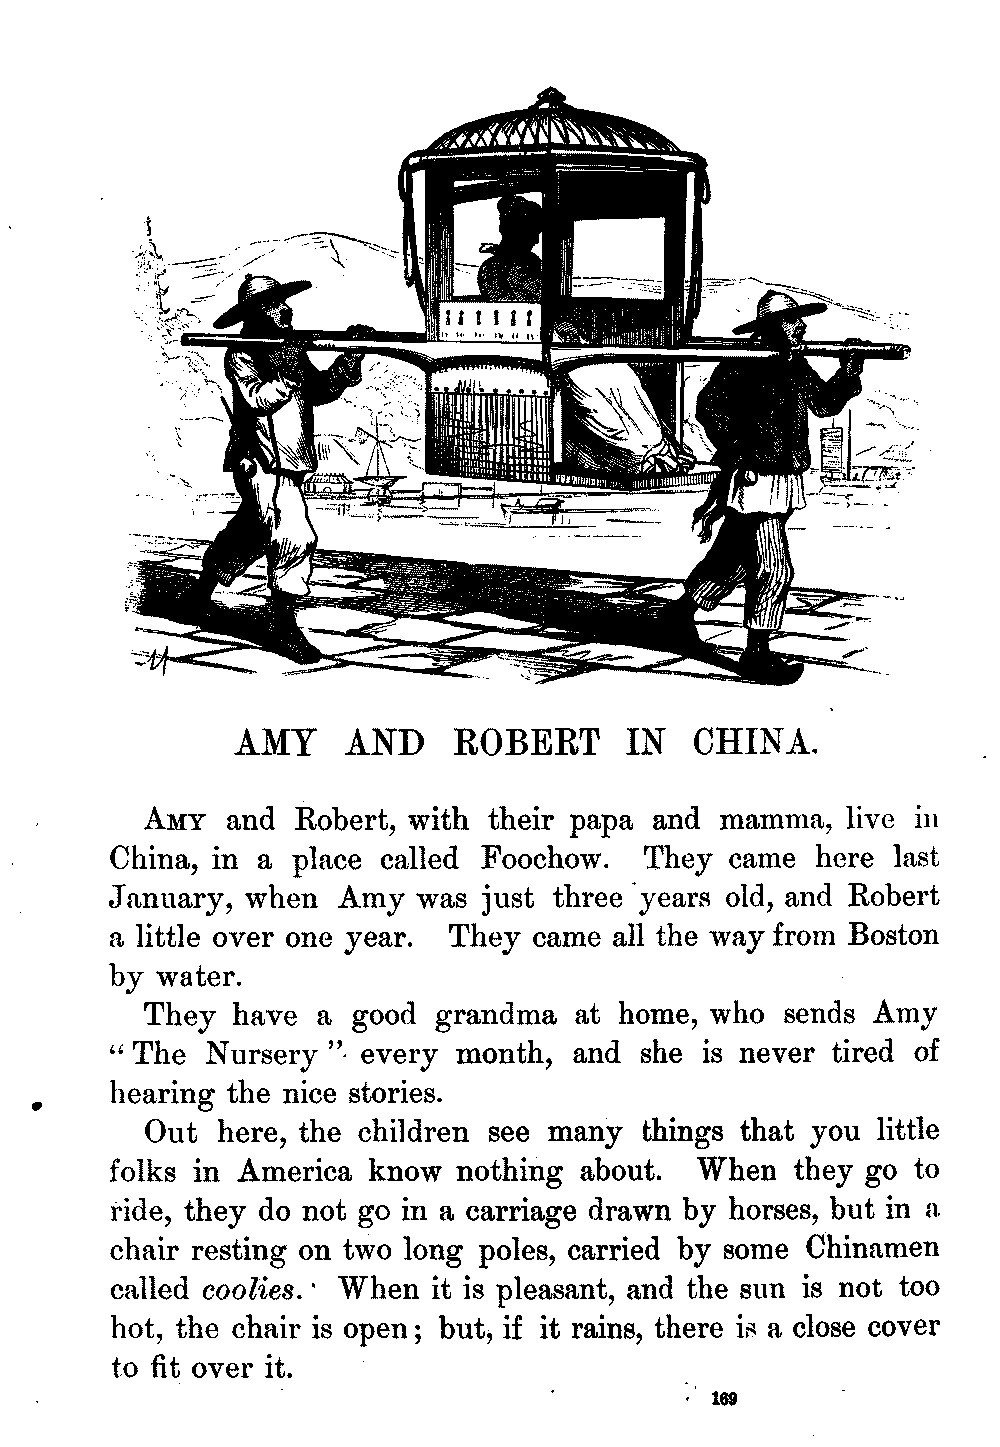 M
AMY AND ROBERT IN CHINA.
AMY and Robert, with their papa and mamma, live in
China, in a place called Foochow. They came here last
January, when Amy was just three years old, and Robert
a little over one year. They came all the way from Boston
by water.
They have a good grandma at home, who sends Amy
“The Nursery” every month, and she is never tired of
hearing the nice stories.
Out here, the children see many things that you little
folks in America know nothing about. When they go to
ride, they do not go in a carriage drawn by horses, but in a
chair resting on two long poles, carried by some Chinamen
called coolies. When it is pleasant, and the sun is not too
hot, the chair is open; but, if it rains, there is a close cover
to fit over it.
169